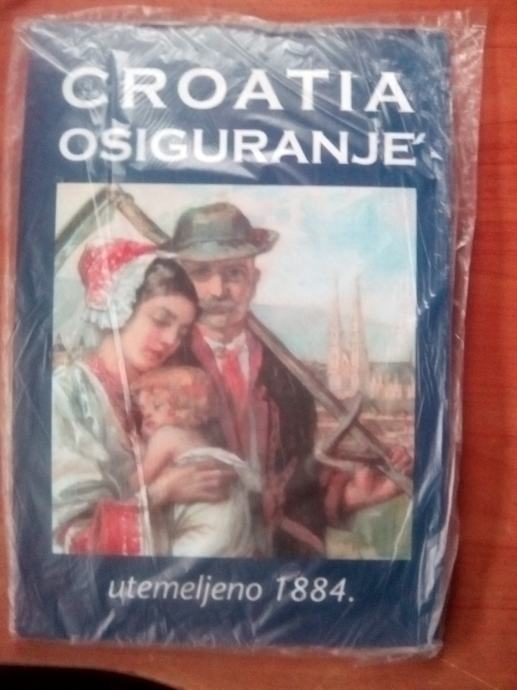 CROATIA
OSIGURANJE
utemeljeno 1884.